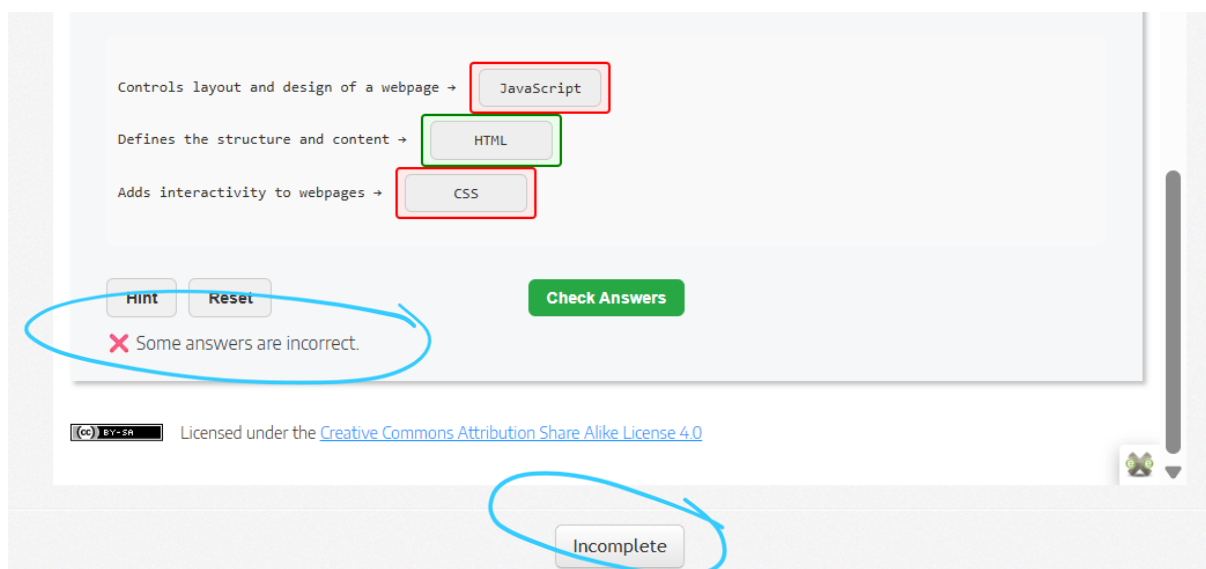 Controls layout and design of a webpage → JavaScript
Defines the structure and content → HTML
Adds interactivity to webpages → CSS
Hint Reset Check Answers
❌ Some answers are incorrect.
(cc) BY-SA Licensed under the Creative Commons Attribution Share Alike License 4.0
Incomplete